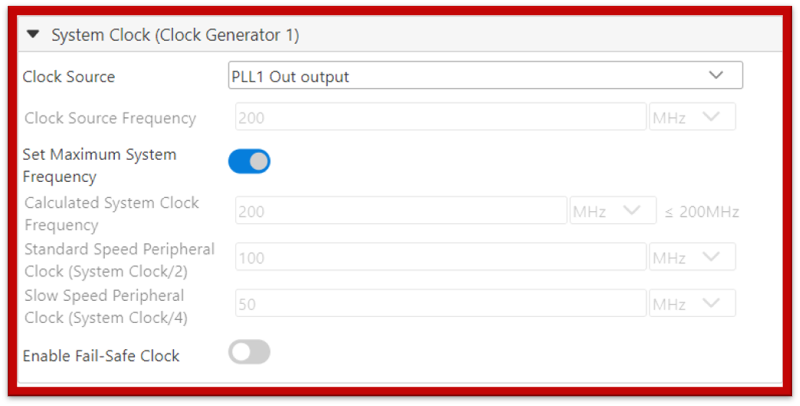 System Clock (Clock Generator 1)
Clock Source
PLL1 Out output
Clock Source Frequency
200
MHz
Set Maximum System
Frequency
Calculated System Clock
Frequency
200
MHz
≤ 200MHz
Standard Speed Peripheral
Clock (System Clock/2)
100
MHz
Slow Speed Peripheral
Clock (System Clock/4)
50
MHz
Enable Fail-Safe Clock